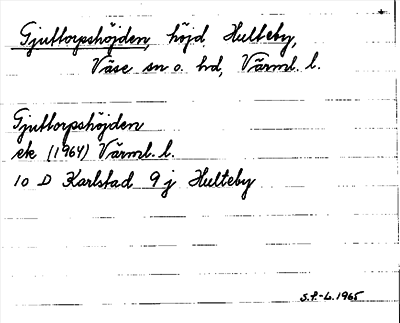 Gjuttorpshöjden, höjd, Hulteby,
Väse sn o. hd, Värml. l.
Gjuttorpshöjden
ek (1964) Värml. l.
10 D Karlstad 9 j Hulteby
S.F.-L. 1965